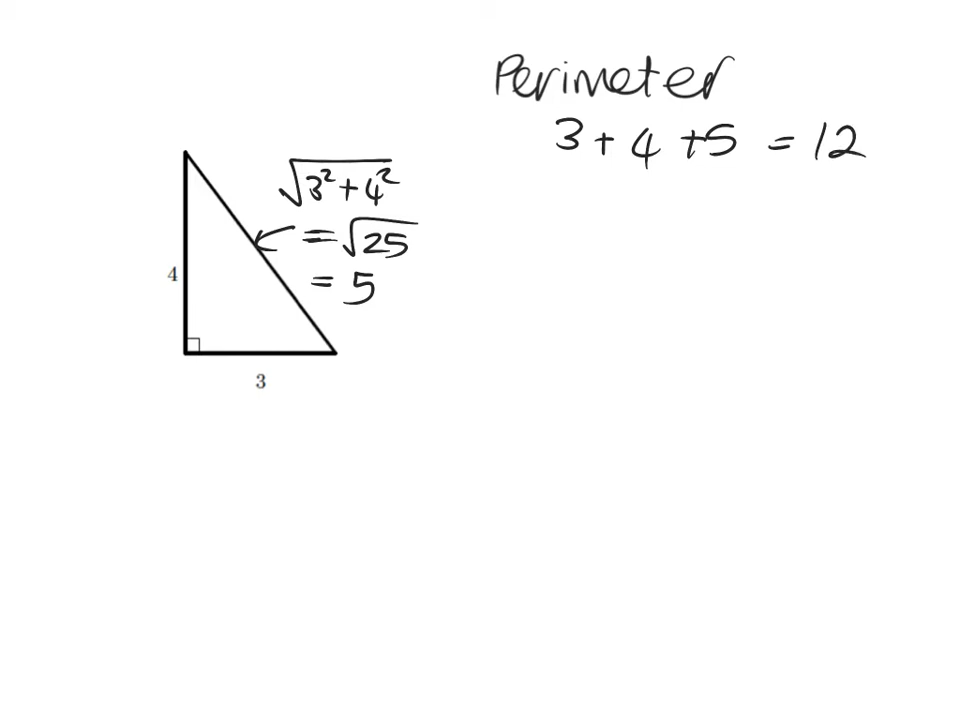 Perimeter
3 + 4 + 5 = 12
√3² + 4²
= √25
= 5
4
3